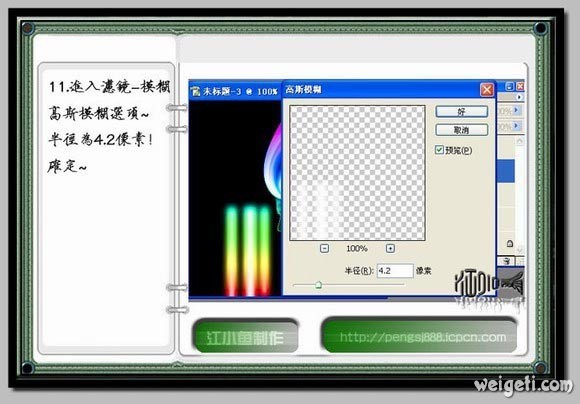 11.進入濾鏡-模糊
高斯模糊選項~
半徑為4.2像素!
確定~
未标题-3 @ 100%
高斯模糊
好
取消
预览(P)
100%
半径(R): 4.2 像素
江小鱼制作
http://pengsj888.icpcn.com
weigeti.com